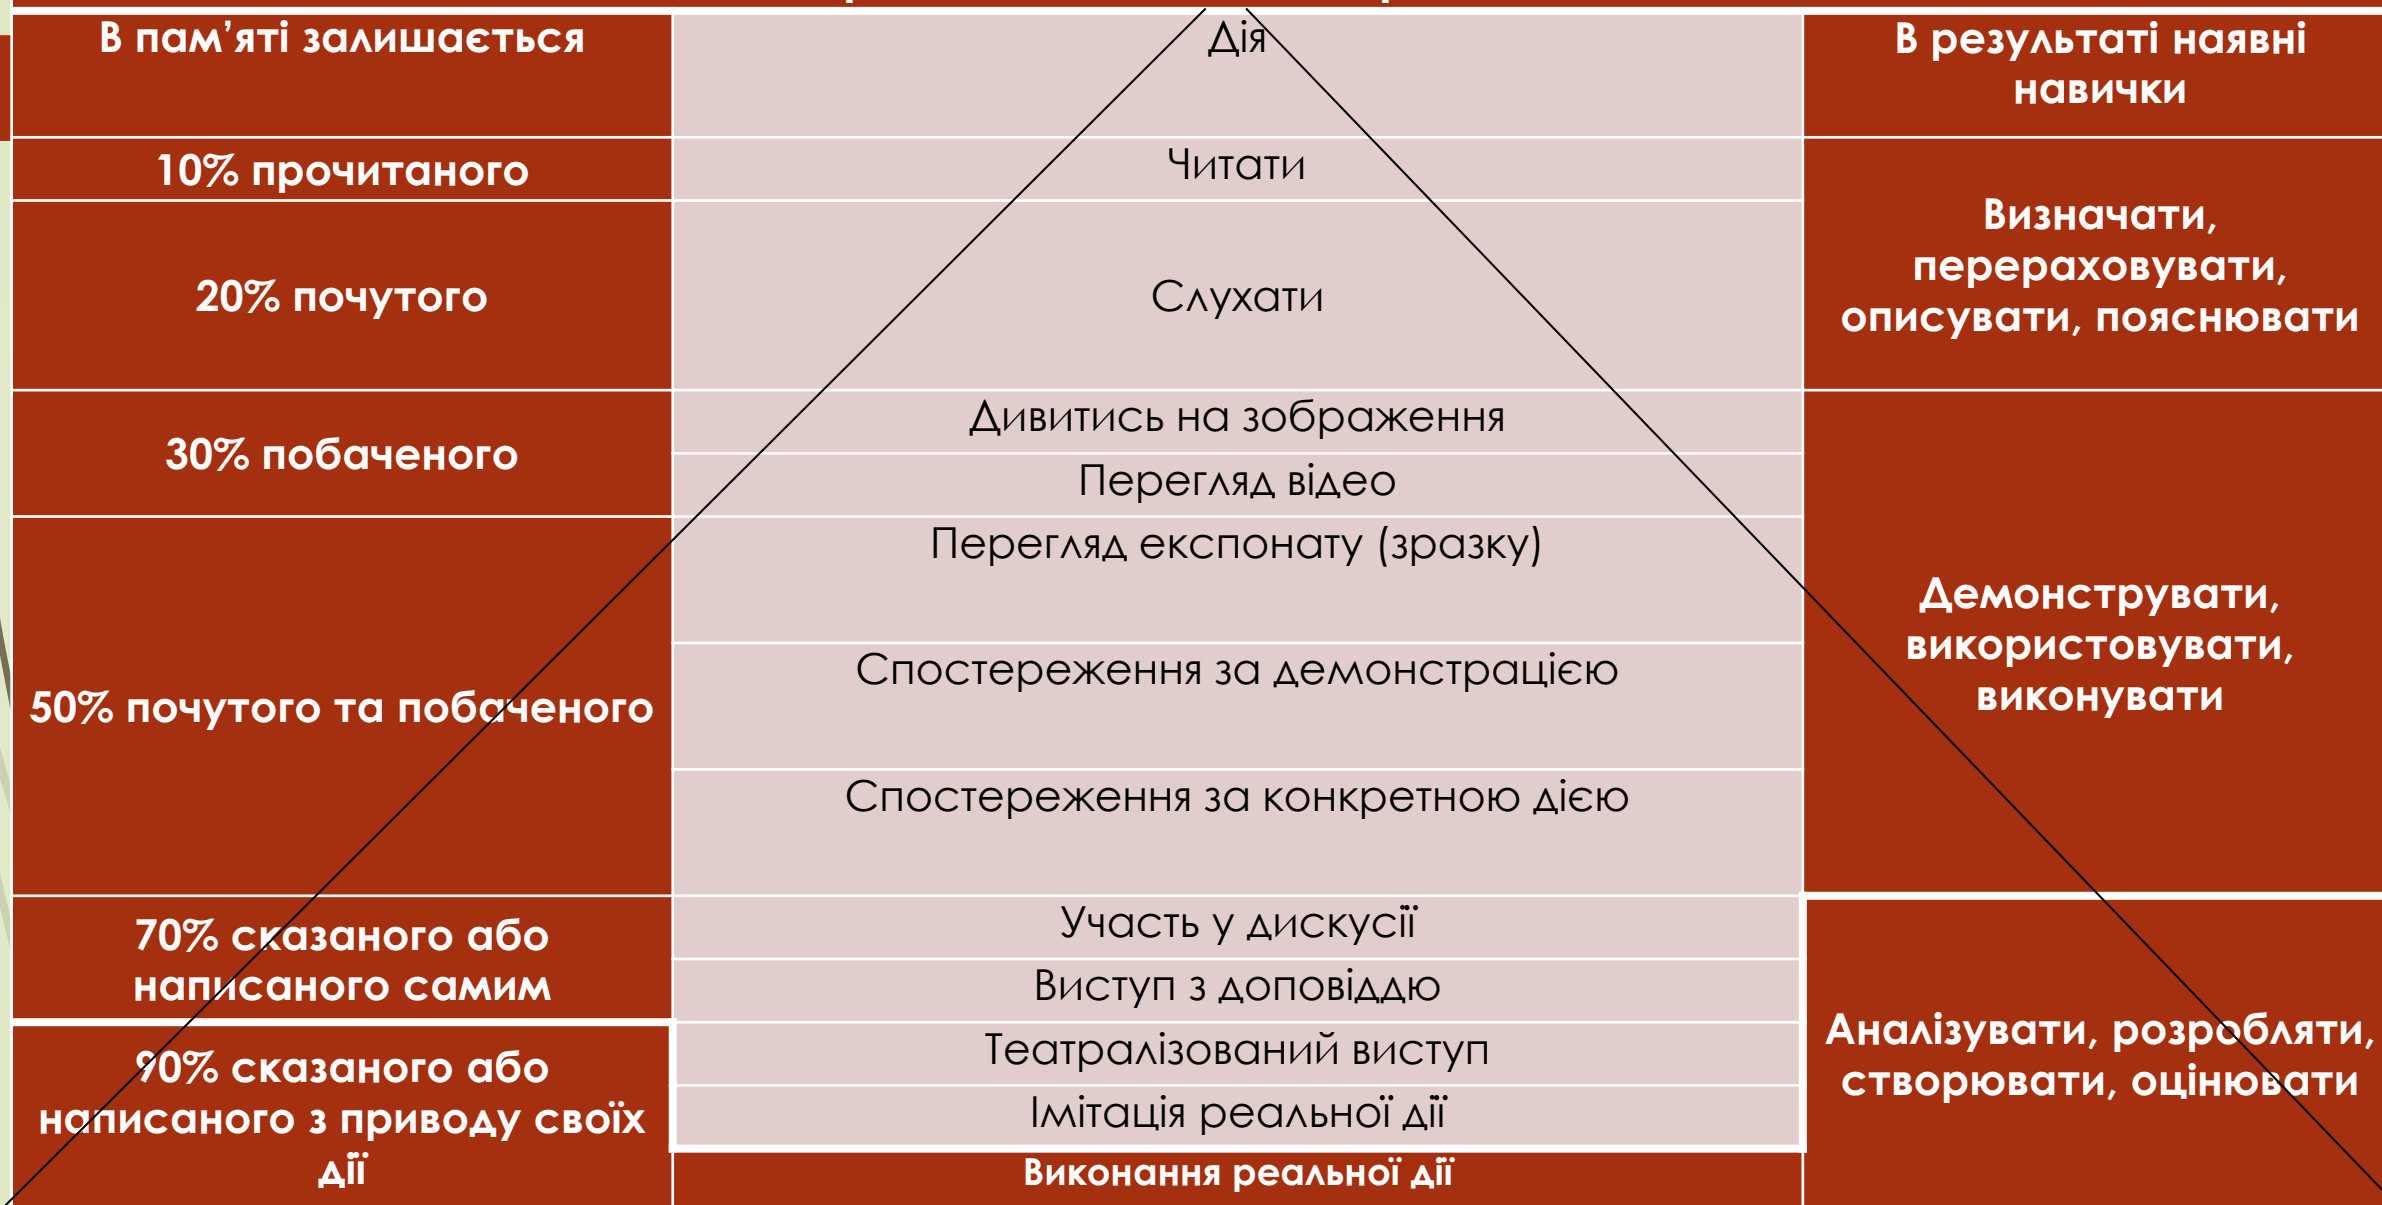 В пам’яті залишається
Дія
В результаті наявні
навички
10% прочитаного
Читати
Визначати,
перераховувати,
описувати, пояснювати
20% почутого
Слухати
30% побаченого
Дивитись на зображення
Перегляд відео
Демонструвати,
використовувати,
виконувати
50% почутого та побаченого
Перегляд експонату (зразку)
Спостереження за демонстрацією
Спостереження за конкретною дією
70% сказаного або
написаного самим
Участь у дискусії
Виступ з доповіддю
Аналізувати, розробляти,
створювати, оцінювати
90% сказаного або
написаного з приводу своїх
дії
Театралізований виступ
Імітація реальної дії
Виконання реальної дії